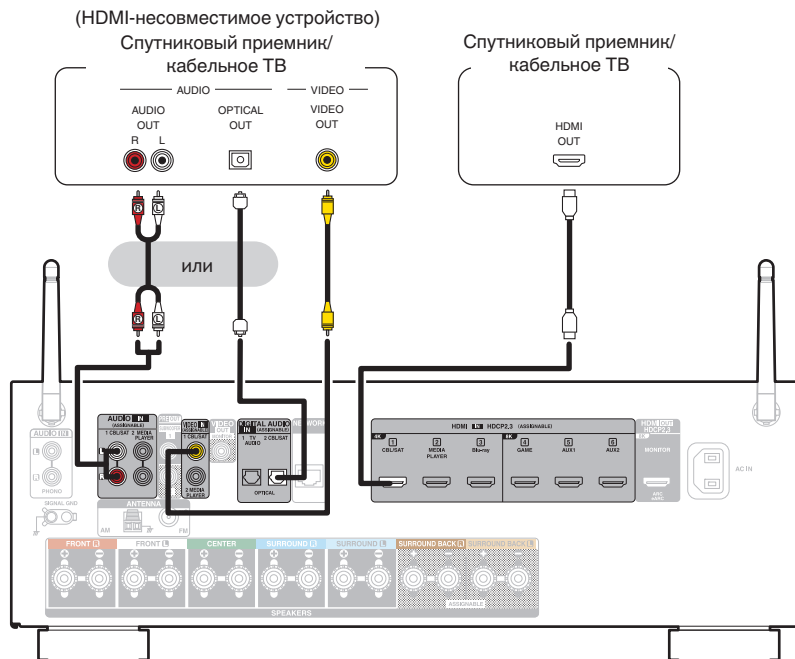 (HDMI-несовместимое устройство)
Спутниковый приемник/
кабельное ТВ
AUDIO
VIDEO
AUDIO
OUT
R L
OPTICAL
OUT
VIDEO
OUT
Спутниковый приемник/
кабельное ТВ
HDMI
OUT
R L
или
R L
AUDIO IN
PHONO
SIGNAL GND
AUDIO IN
(ASSIGNABLE)
1 CBL/SAT 2 MEDIA
PLAYER
L
R
VIDEO IN
(ASSIGNABLE)
1 CBL/SAT
2 MEDIA
PLAYER
VIDEO
OUT
MONITOR
DIGITAL AUDIO
IN (ASSIGNABLE)
1 TV
AUDIO
2 CBL/SAT
OPTICAL
NETWORK
ANTENNA
AM
FM
HDMI IN HDCP2.3 (ASSIGNABLE)
8K
1
CBL/SAT
2
MEDIA
PLAYER
3
Blu-ray
8K
4
GAME
5
AUX1
6
AUX2
HDMI OUT
HDCP2.3
8K
MONITOR
ARC
eARC
AC IN
FRONT R
FRONT L
CENTER
SURROUND R
SURROUND L
SURROUND BACK R
SURROUND BACK L
ASSIGNABLE
SPEAKERS